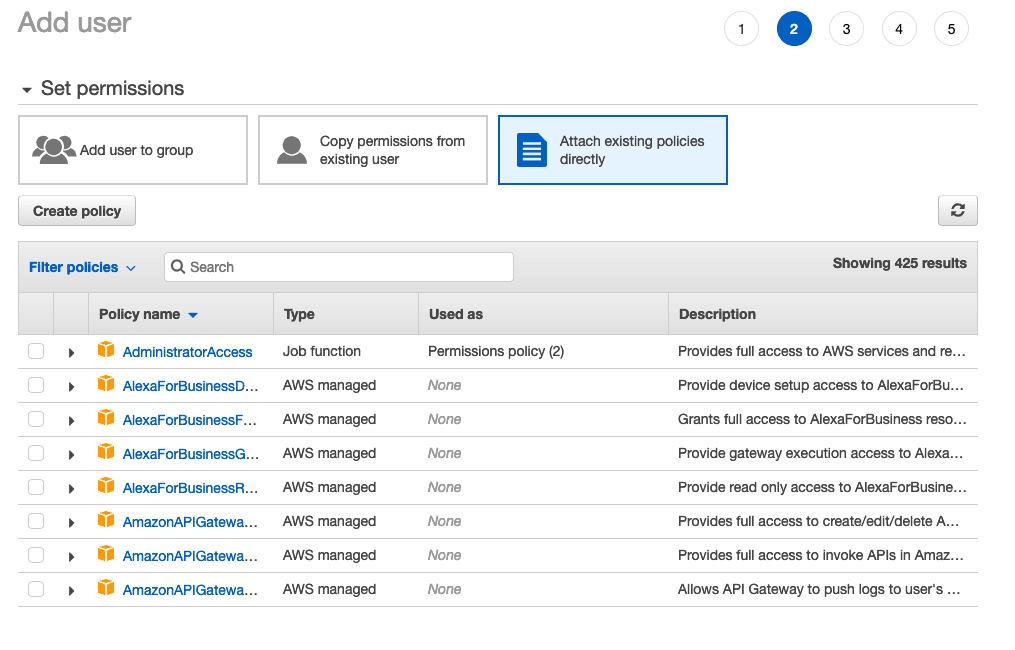 Add user
1 2 3 4 5
Set permissions
Add user to group
Copy permissions from
existing user
Attach existing policies
directly
Create policy
Filter policies
Search
Showing 425 results
Policy name Type Used as Description
AdministratorAccess Job function Permissions policy (2) Provides full access to AWS services and re…
AlexaForBusinessD… AWS managed None Provide device setup access to AlexaForBu…
AlexaForBusinessF… AWS managed None Grants full access to AlexaForBusiness reso…
AlexaForBusinessG… AWS managed None Provide gateway execution access to Alexa…
AlexaForBusinessR… AWS managed None Provide read only access to AlexaForBusine…
AmazonAPIGatewa… AWS managed None Provides full access to create/edit/delete A…
AmazonAPIGatewa… AWS managed None Provides full access to invoke APIs in Amaz…
AmazonAPIGatewa… AWS managed None Allows API Gateway to push logs to user's …